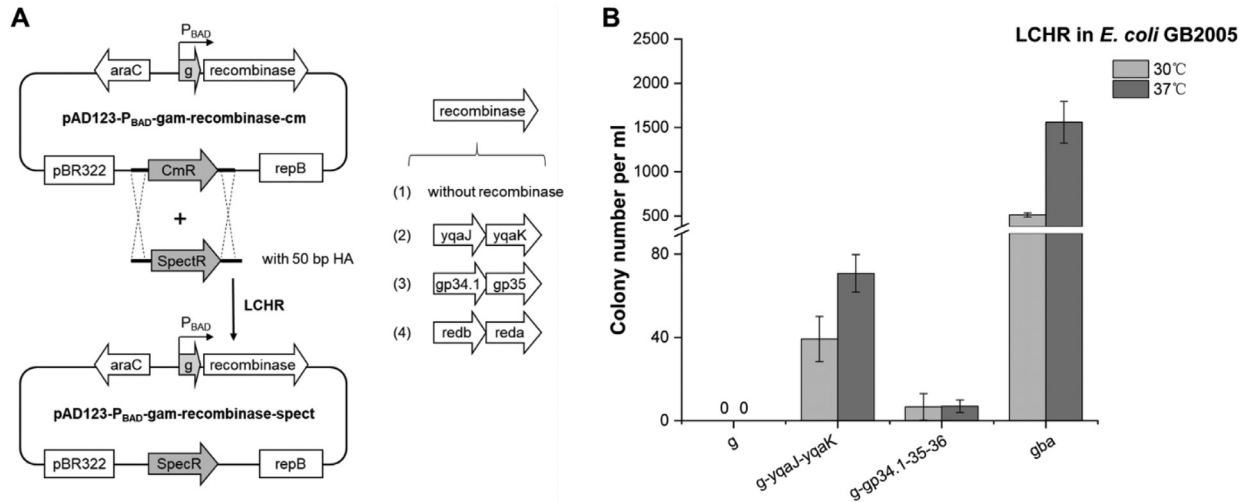 A
P_BAD
araC
g
recombinase
pAD123-P_BAD-gam-recombinase-cm
pBR322
CmR
repB
+
SpectR
with 50 bp HA
LCHR
P_BAD
araC
g
recombinase
pAD123-P_BAD-gam-recombinase-spect
pBR322
SpecR
repB
recombinase
(1) without recombinase
(2) yqaJ yqaK
(3) gp34.1 gp35
(4) redb reda
B
LCHR in E. coli GB2005
30℃
37℃
Colony number per ml
2500
2000
1500
1000
500
80
40
0
0 0
g
g-yqaJ-yqaK
g-gp34.1-35-36
gba